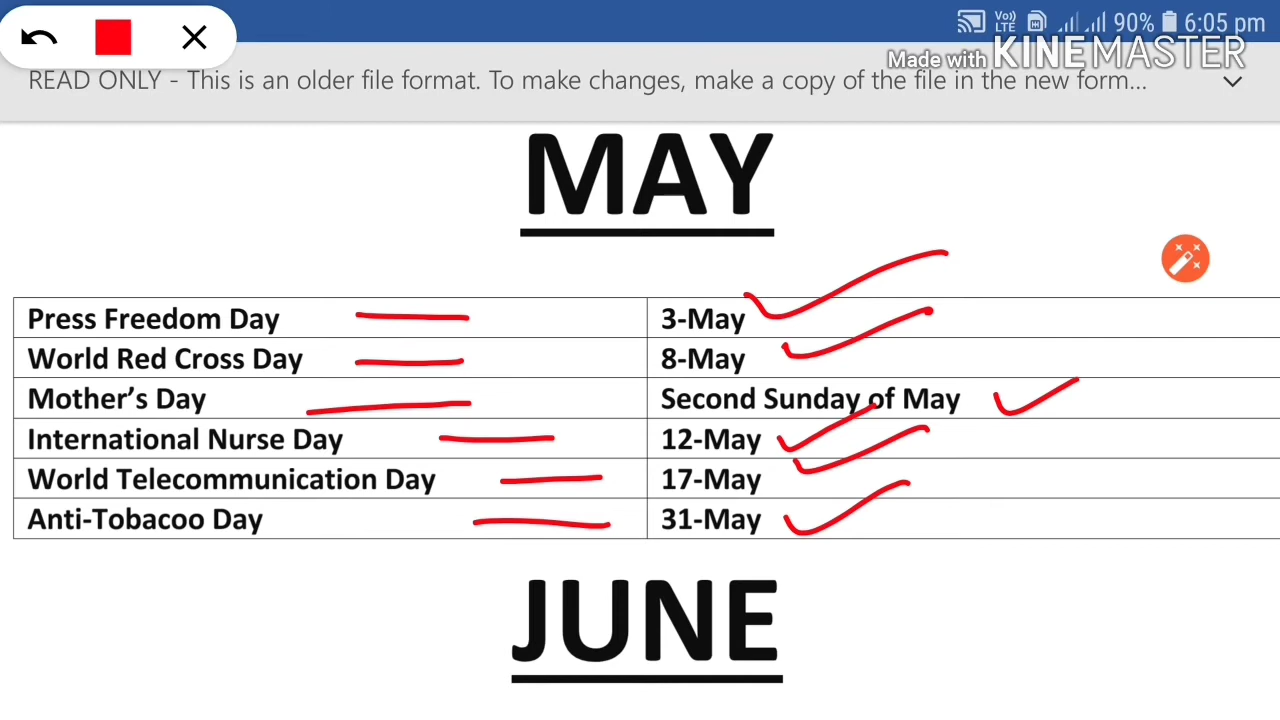 90% 6:05 pm
Made with KINEMASTER
READ ONLY - This is an older file format. To make changes, make a copy of the file in the new form...
MAY
Press Freedom Day 3-May
World Red Cross Day 8-May
Mother's Day Second Sunday of May
International Nurse Day 12-May
World Telecommunication Day 17-May
Anti-Tobacoo Day 31-May
JUNE